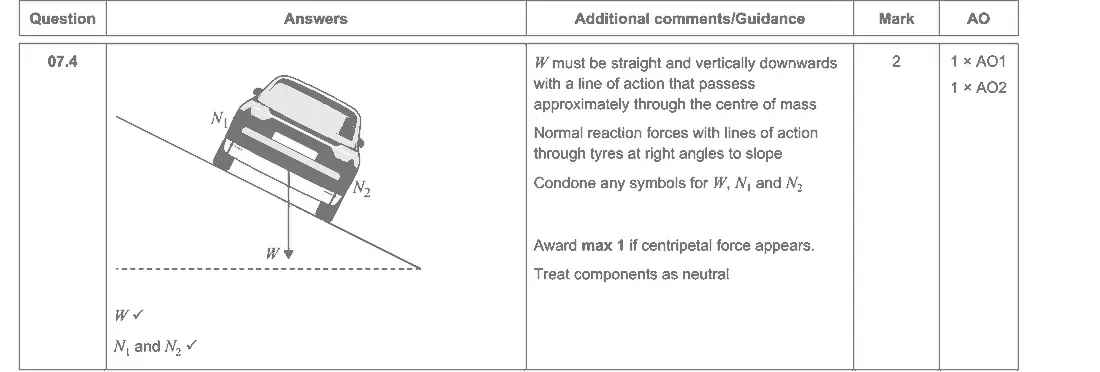 Question Answers Additional comments/Guidance Mark AO
07.4 W must be straight and vertically downwards 2 1 × AO1
with a line of action that passess 1 × AO2
approximately through the centre of mass
N₁ Normal reaction forces with lines of action
through tyres at right angles to slope
N₂ Condone any symbols for W, N₁ and N₂
W Award max 1 if centripetal force appears.
Treat components as neutral
W ✓
N₁ and N₂ ✓